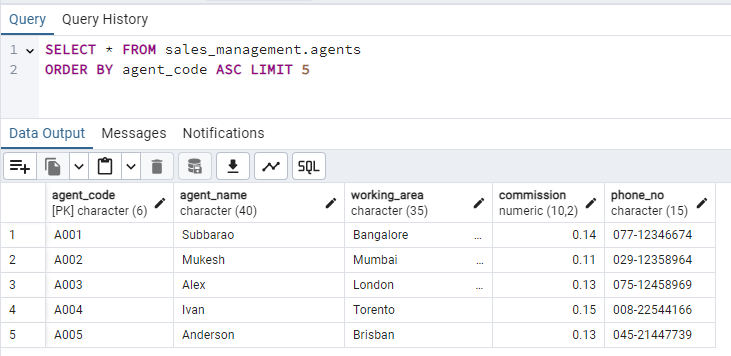 Query Query History
1 SELECT * FROM sales_management.agents
2 ORDER BY agent_code ASC LIMIT 5
Data Output Messages Notifications
SQL
agent_code agent_name working_area commission phone_no
[PK] character (6) character (40) character (35) numeric (10,2) character (15)
1 A001 Subbarao Bangalore ... 0.14 077-12346674
2 A002 Mukesh Mumbai ... 0.11 029-12358964
3 A003 Alex London ... 0.13 075-12458969
4 A004 Ivan Torento 0.15 008-22544166
5 A005 Anderson Brisban 0.13 045-21447739